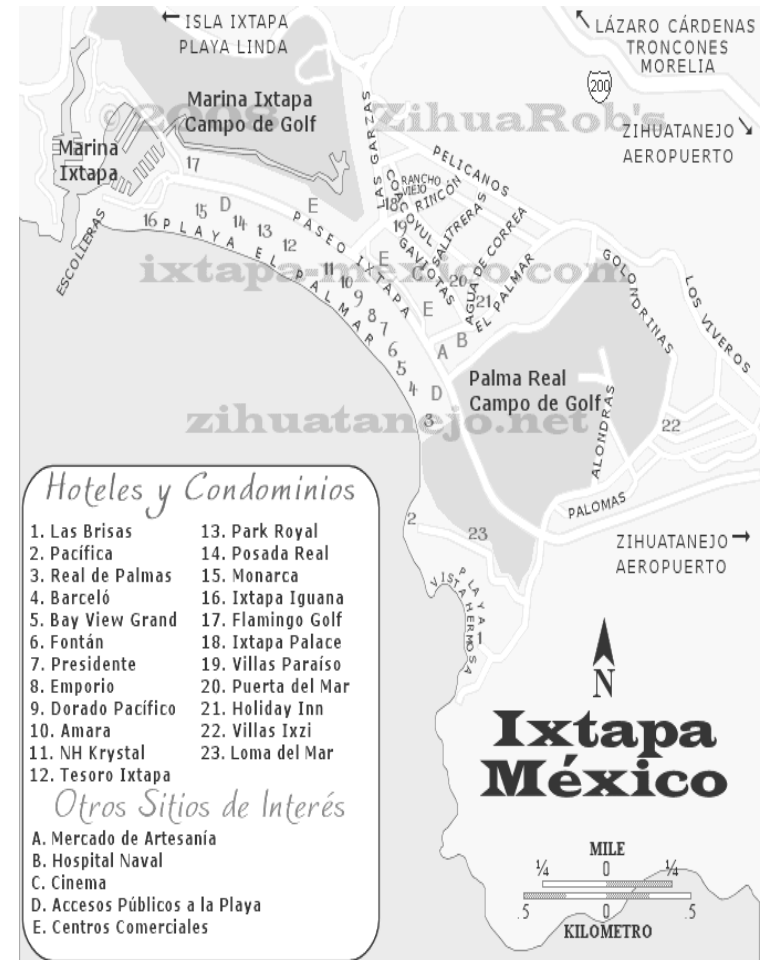 ← ISLA IXTAPA
PLAYA LINDA
LÁZARO CÁRDENAS
TRONCONES
MORELIA
200
© 2008 ZihuaRob's
Marina Ixtapa
Campo de Golf
ZIHUATANEJO
AEROPUERTO
Marina
Ixtapa
LAS GARZAS
PELICANOS
RANCHO
VIEJO
RINCÓN
COACOYUL
SALITRERAS
GAVIOTAS
AGUA DE CORREA
EL PALMAR
17
18
19
20
21
E
D
16
15
14
13
12
PASEO IXTAPA
PLAYA EL PALMAR
ESCOLLERAS
ixtapa-mexico.com
11
10
9
8
7
6
5
4
3
E
C
E
B
A
D
GOLONDRINAS
LOS VIVEROS
Palma Real
Campo de Golf
zihuatanejo.net
ALONDRAS
22
PALOMAS
2
23
ZIHUATANEJO →
AEROPUERTO
PLAYA
VISTA HERMOSA
1
N
Ixtapa
México
Hoteles y Condominios
1. Las Brisas
2. Pacífica
3. Real de Palmas
4. Barceló
5. Bay View Grand
6. Fontán
7. Presidente
8. Emporio
9. Dorado Pacífico
10. Amara
11. NH Krystal
12. Tesoro Ixtapa
13. Park Royal
14. Posada Real
15. Monarca
16. Ixtapa Iguana
17. Flamingo Golf
18. Ixtapa Palace
19. Villas Paraíso
20. Puerta del Mar
21. Holiday Inn
22. Villas Ixzi
23. Loma del Mar
Otros Sitios de Interés
A. Mercado de Artesanía
B. Hospital Naval
C. Cinema
D. Accesos Públicos a la Playa
E. Centros Comerciales
MILE
¼ 0 ¼
.5 0 .5
KILOMETRO